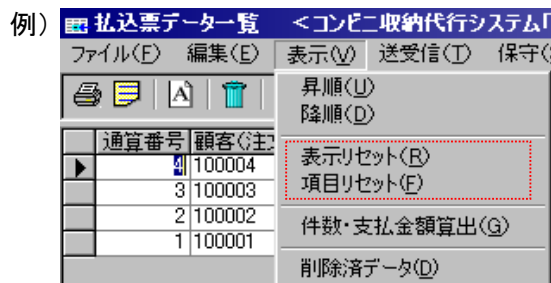 例) 払込票データ一覧 <コンビニ収納代行システム「
ファイル(F) 編集(E) 表示(V) 送受信(T) 保守(
昇順(U)
降順(D)
表示リセット(R)
項目リセット(F)
件数・支払金額算出(G)
削除済データ(D)
A
通算番号 顧客(注
4 100004
3 100003
2 100002
1 100001